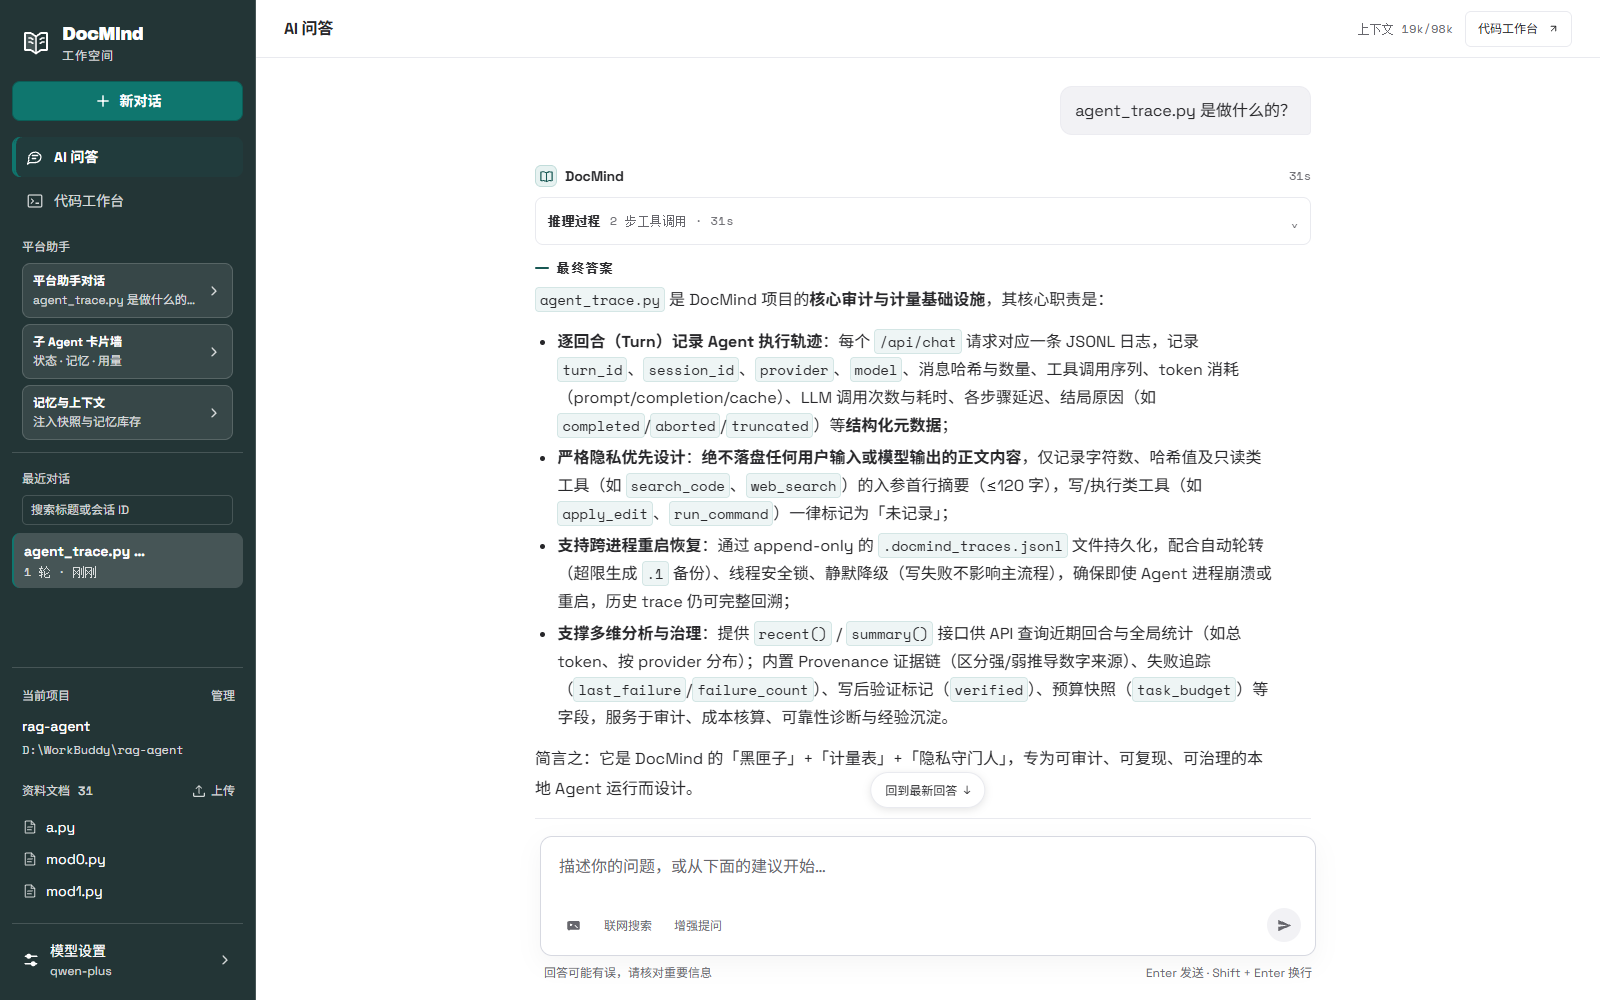 DocMind
工作空间
新对话
AI 问答
代码工作台
平台助手
平台助手对话
agent_trace.py 是做什么的...
子 Agent 卡片墙
状态 · 记忆 · 用量
记忆与上下文
注入快照与记忆库存
最近对话
搜索标题或会话 ID
agent_trace.py ...
1 轮 · 刚刚
当前项目 管理
rag-agent
D:\WorkBuddy\rag-agent
资料文档 31 上传
a.py
mod0.py
mod1.py
模型设置
qwen-plus
AI 问答
上下文 19k/98k 代码工作台
agent_trace.py 是做什么的？
DocMind 31s
推理过程 2 步工具调用 · 31s
最终答案
agent_trace.py 是 DocMind 项目的核心审计与计量基础设施，其核心职责是：
• 逐回合（Turn）记录 Agent 执行轨迹：每个 /api/chat 请求对应一条 JSONL 日志，记录
turn_id、session_id、provider、model、消息哈希与数量、工具调用序列、token 消耗
（prompt/completion/cache）、LLM 调用次数与耗时、各步骤延迟、结局原因（如
completed/aborted/truncated）等结构化元数据；
• 严格隐私优先设计：绝不落盘任何用户输入或模型输出的正文内容，仅记录字符数、哈希值及只读类
工具（如 search_code、web_search）的入参首行摘要（≤120 字），写/执行类工具（如
apply_edit、run_command）一律标记为「未记录」；
• 支持跨进程重启恢复：通过 append-only 的 .docmind_traces.jsonl 文件持久化，配合自动轮转
（超限生成 .1 备份）、线程安全锁、静默降级（写失败不影响主流程），确保即使 Agent 进程崩溃或
重启，历史 trace 仍可完整回溯；
• 支撑多维分析与治理：提供 recent() / summary() 接口供 API 查询近期回合与全局统计（如总
token、按 provider 分布）；内置 Provenance 证据链（区分强/弱推导数字来源）、失败追踪
（last_failure/failure_count）、写后验证标记（verified）、预算快照（task_budget）等
字段，服务于审计、成本核算、可靠性诊断与经验沉淀。
简言之：它是 DocMind 的「黑匣子」+「计量表」+「隐私守门人」，专为可审计、可复现、可治理的本
地 Agent 运行而设计。
回到最新回答 ↓
描述你的问题，或从下面的建议开始...
联网搜索 增强提问
回答可能有误，请核对重要信息
Enter 发送 · Shift + Enter 换行